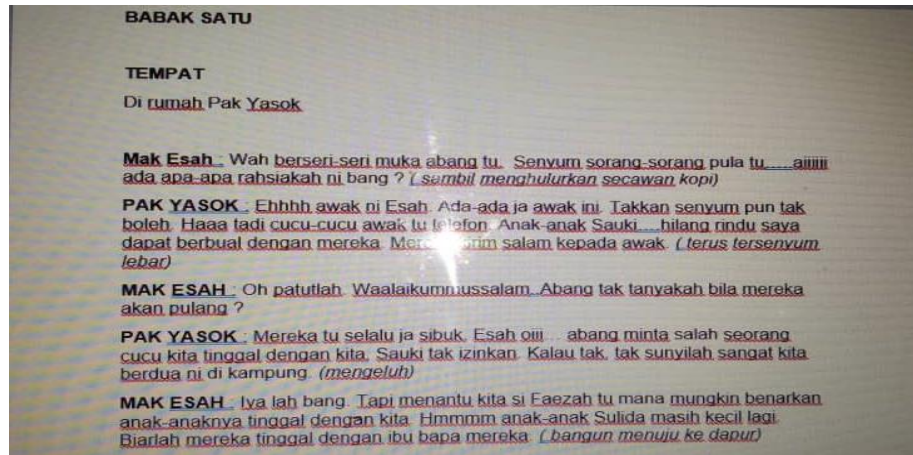 BABAK SATU
TEMPAT
Di rumah Pak Yasok
Mak Esah : Wah berseri-seri muka abang tu. Senyum sorang-sorang pula tu.....aiiiiii
ada apa-apa rahsiakah ni bang ? ( sambil menghulurkan secawan kopi)
PAK YASOK : Ehhhh awak ni Esah. Ada-ada ja awak ini. Takkan senyum pun tak
boleh. Haaa tadi cucu-cucu awak tu telefon. Anak-anak Sauki....hilang rindu saya
dapat berbual dengan mereka. salam kepada awak. ( terus tersenyum
lebar)
MAK ESAH : Oh patutlah. Waalaikummussalam..Abang tak tanyakah bila mereka
akan pulang ?
PAK YASOK : Mereka tu selalu ja sibuk. Esah oiii... abang minta salah seorang
cucu kita tinggal dengan kita, Sauki tak izinkan. Kalau tak, tak sunyilah sangat kita
berdua ni di kampung. (mengeluh)
MAK ESAH : Iya lah bang. Tapi menantu kita si Faezah tu mana mungkin benarkan
anak-anaknya tinggal dengan kita. Hmmmm anak-anak Sulida masih kecil lagi.
Biarlah mereka tinggal dengan ibu bapa mereka. ( bangun menuju ke dapur)